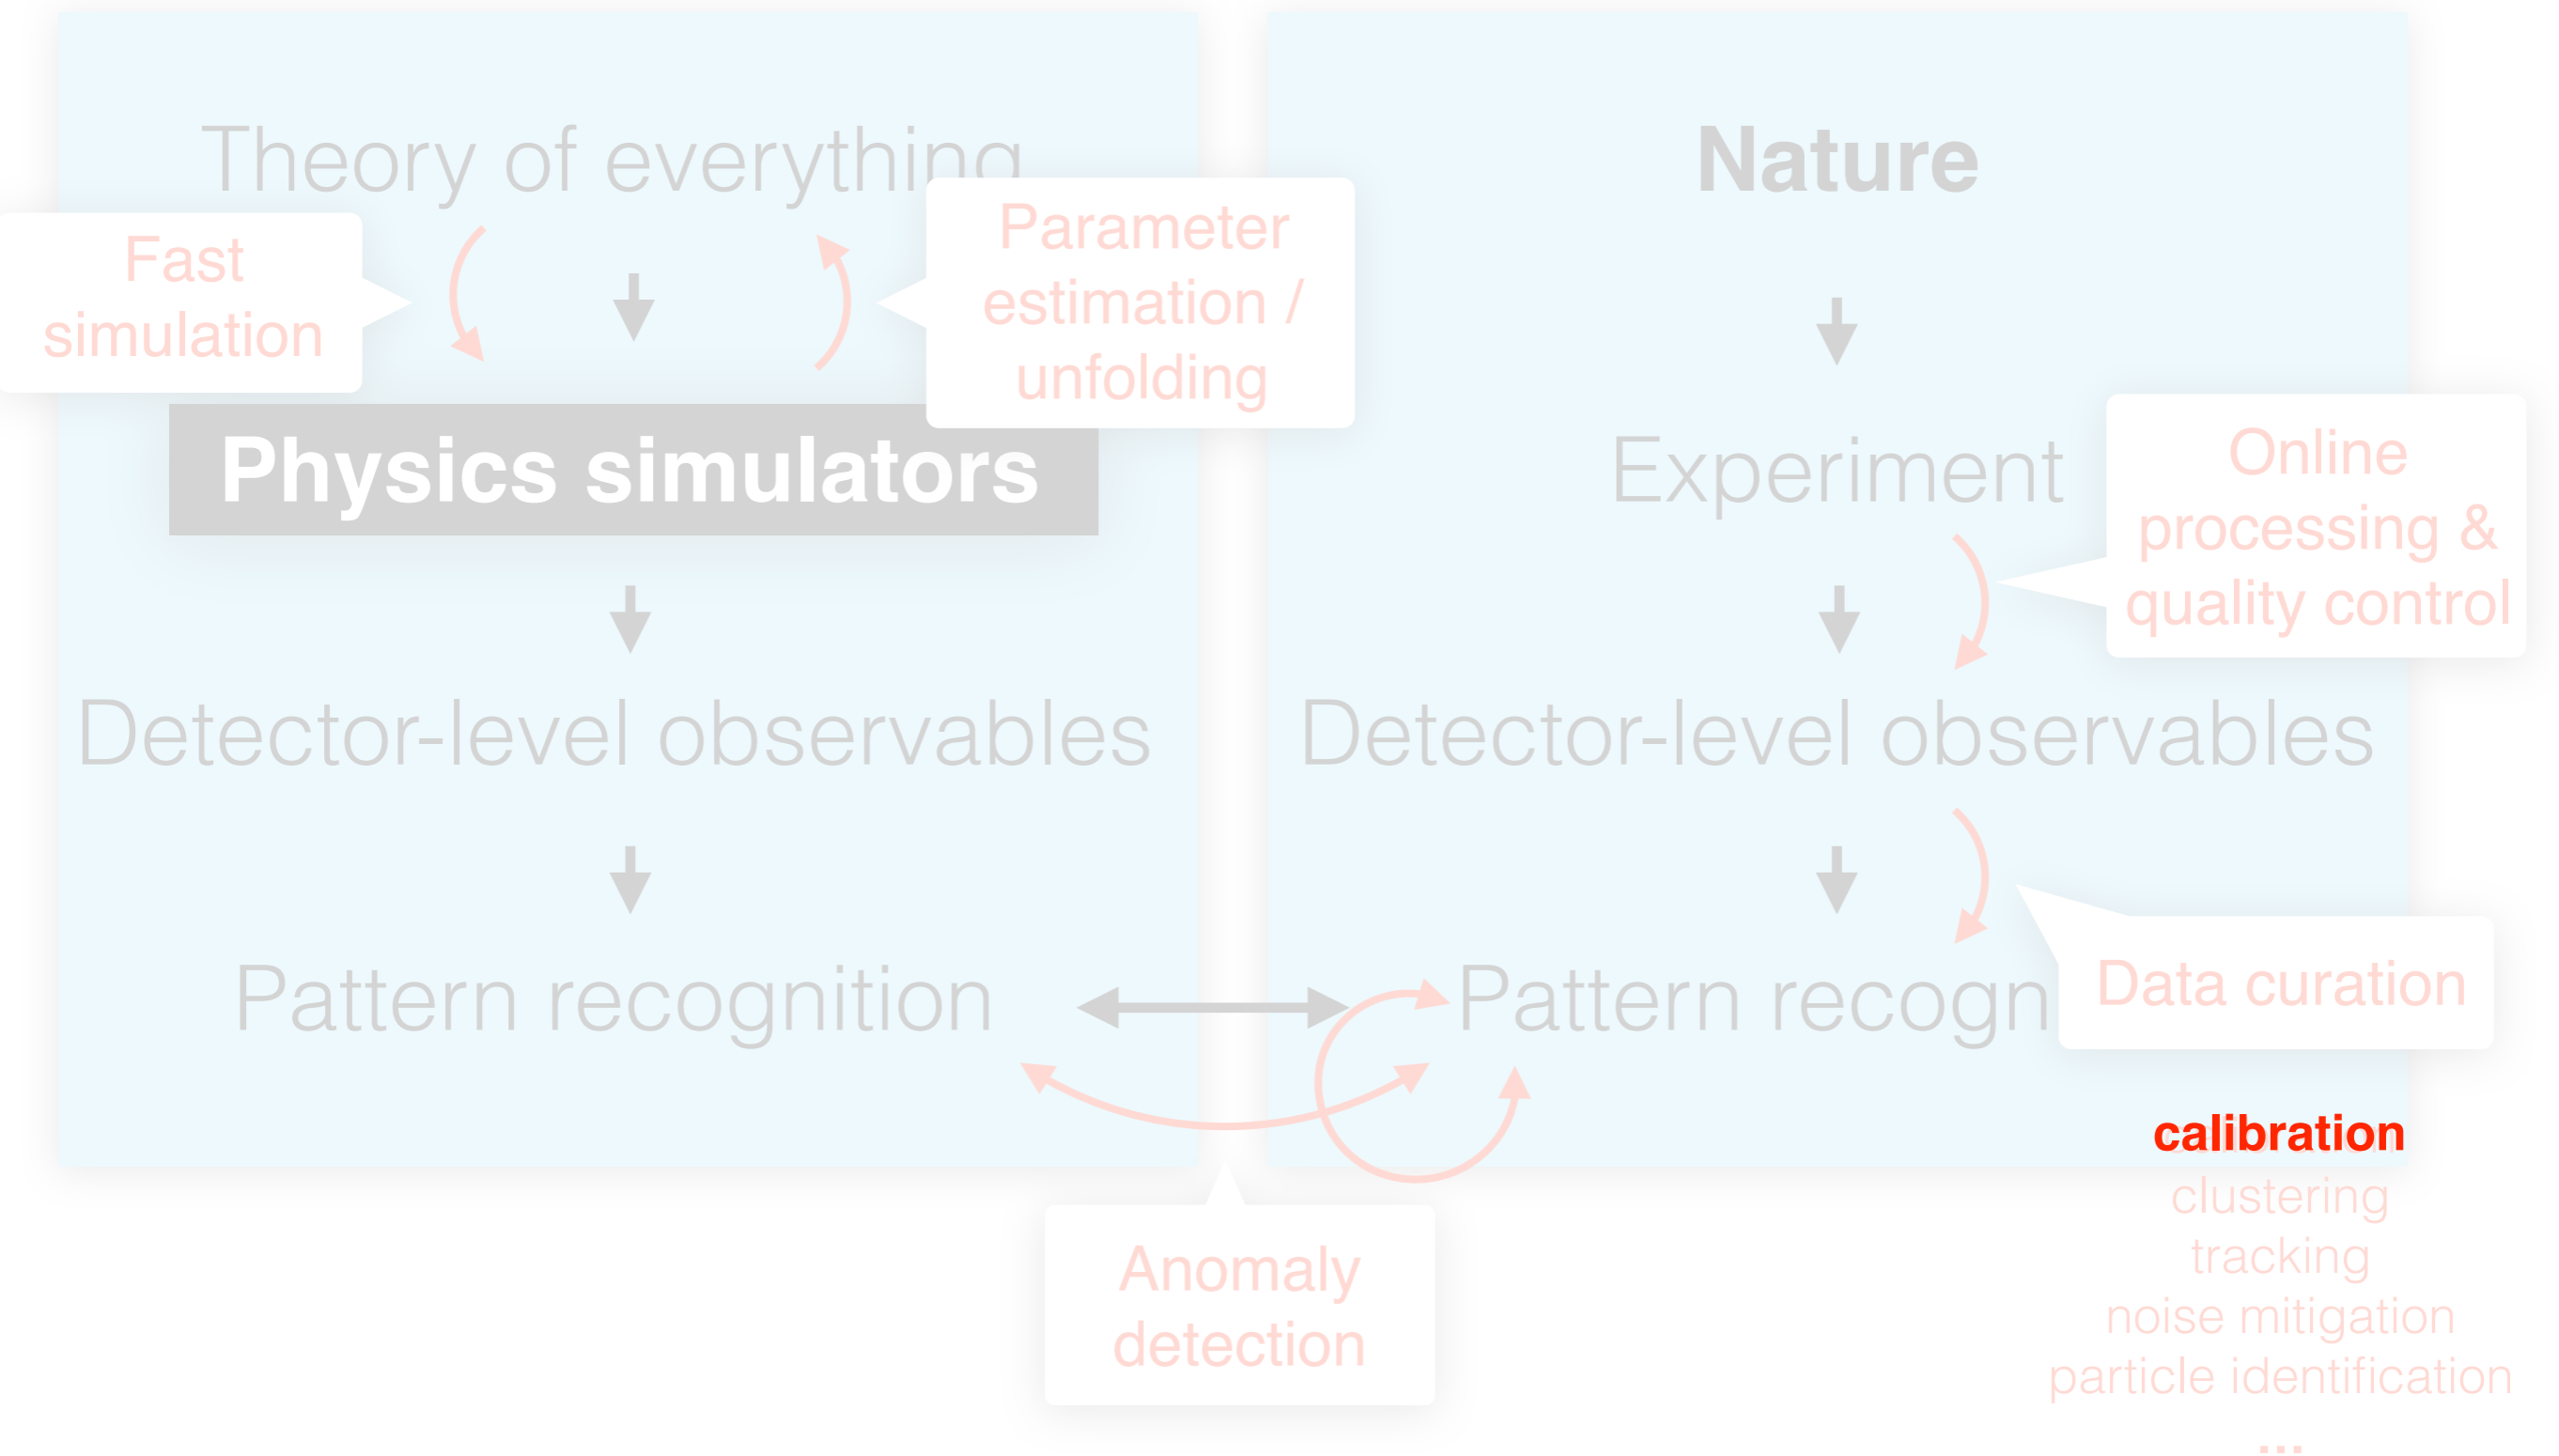 Theory of everything
Fast
simulation
Parameter
estimation /
unfolding
Physics simulators
Detector-level observables
Pattern recognition
Nature
Experiment
Online
processing &
quality control
Detector-level observables
Pattern recogn
Data curation
Anomaly
detection
calibration
clustering
tracking
noise mitigation
particle identification
...